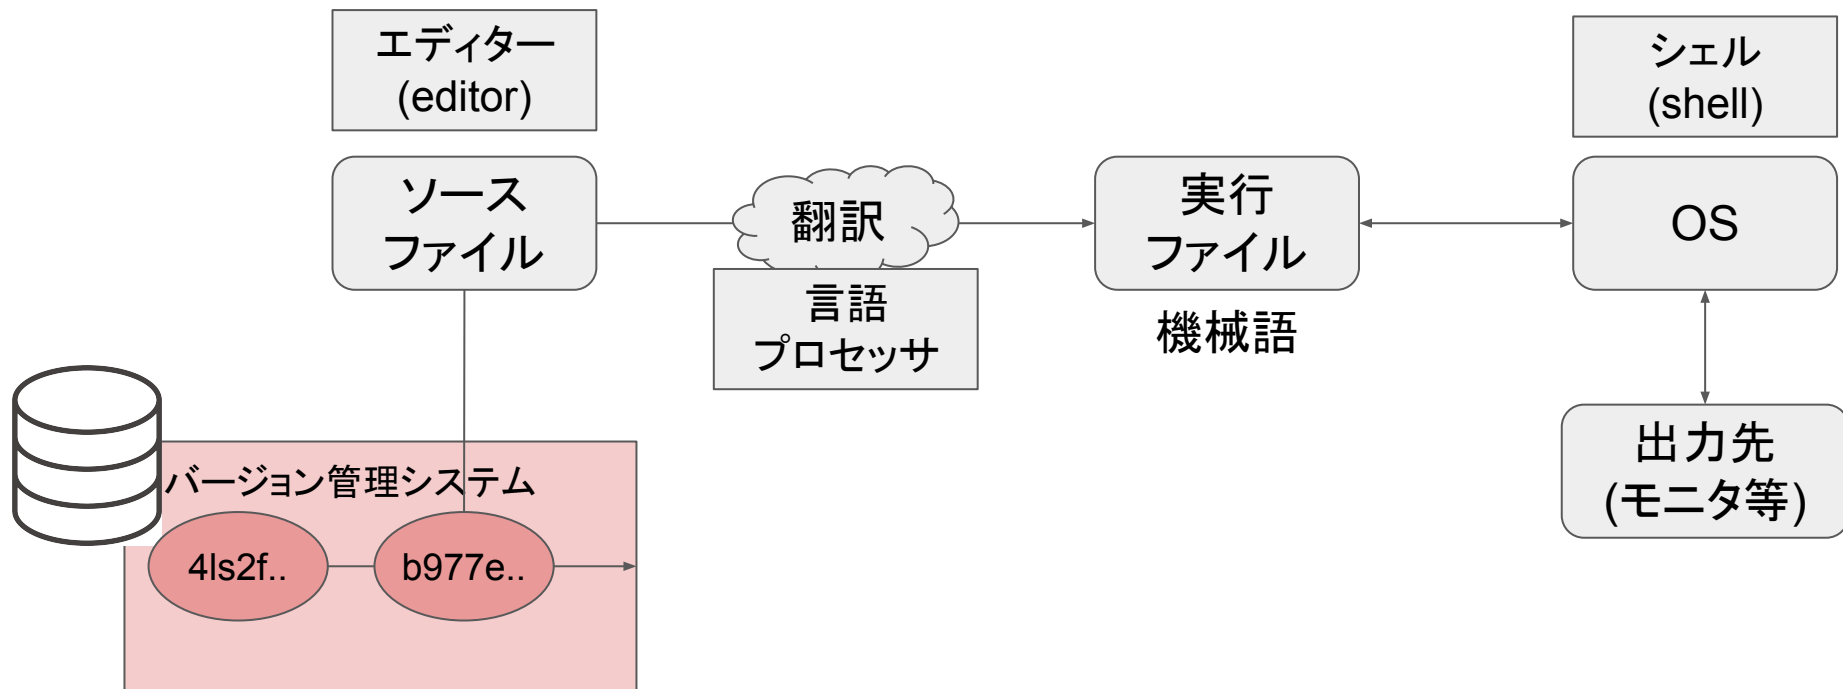 エディター
(editor)
シェル
(shell)
ソース
ファイル
翻訳
言語
プロセッサ
実行
ファイル
機械語
OS
出力先
(モニタ等)
バージョン管理システム
4ls2f..
b977e..